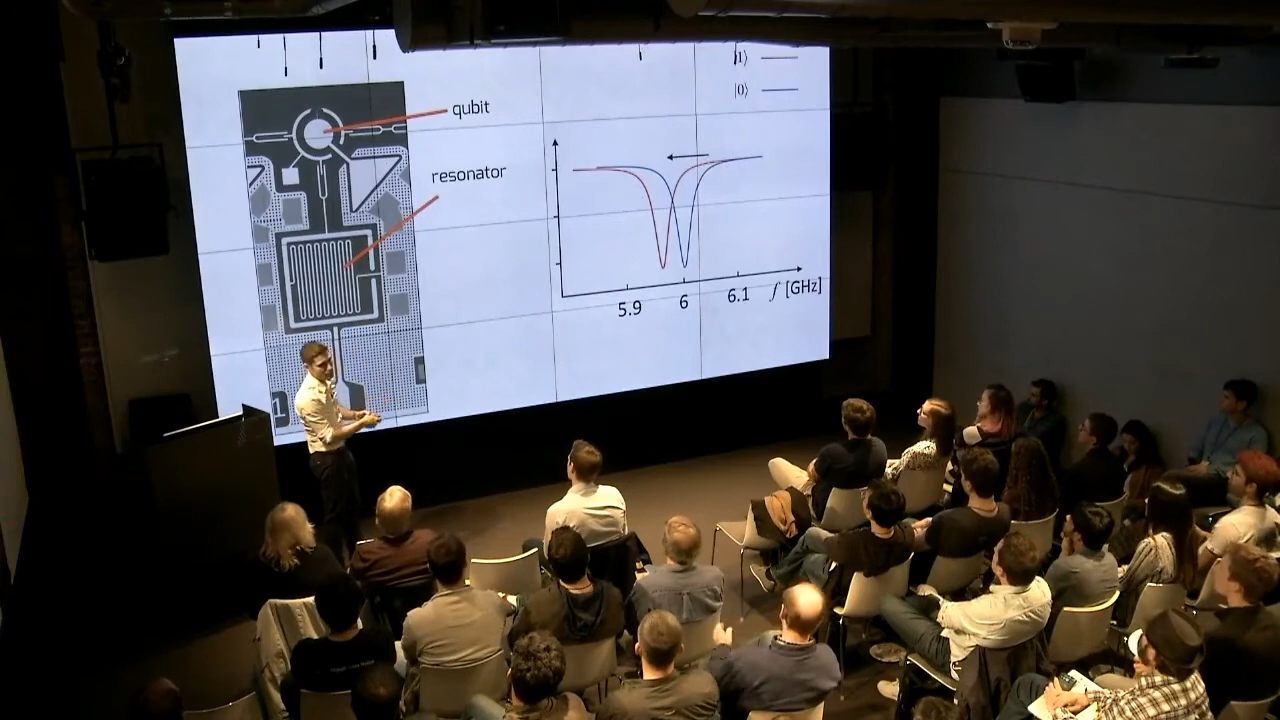 |1⟩
|0⟩
qubit
resonator
5.9 6 6.1 f [GHz]